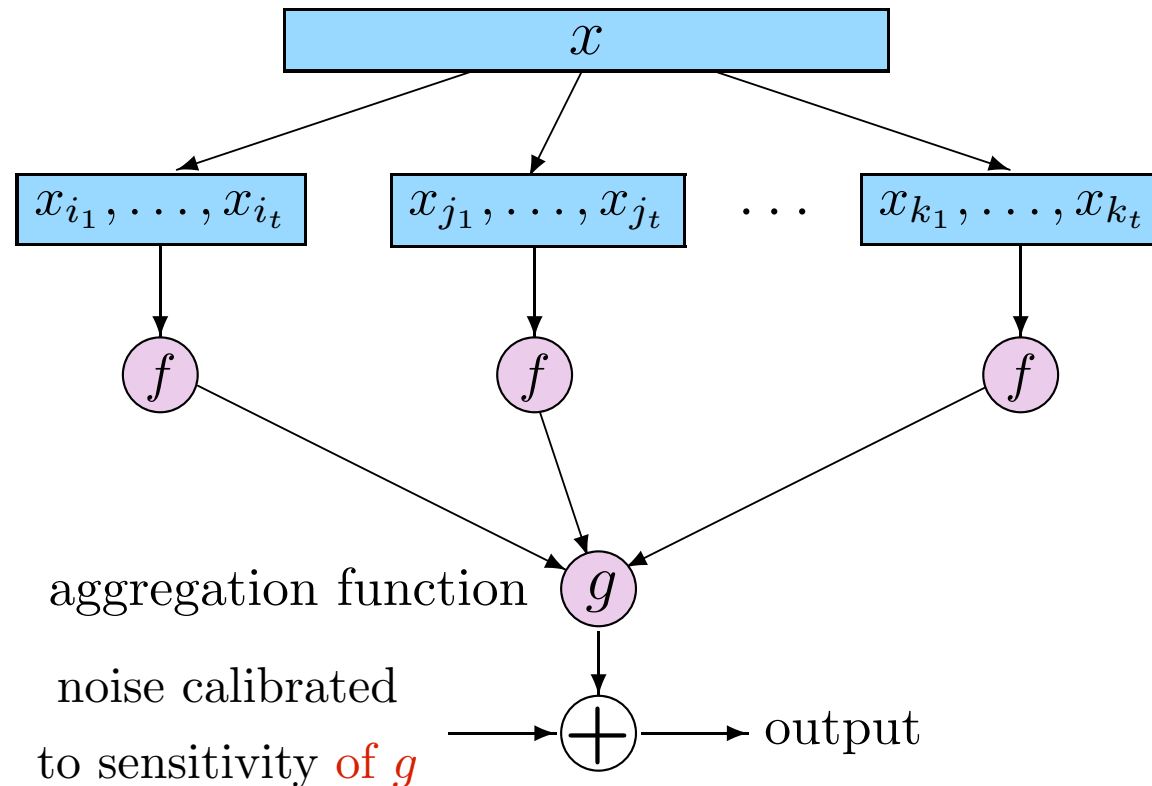 x
x_{i_1}, . . . , x_{i_t}
x_{j_1}, . . . , x_{j_t}
. . .
x_{k_1}, . . . , x_{k_t}
f
f
f
aggregation function
g
noise calibrated
to sensitivity of g
+
output